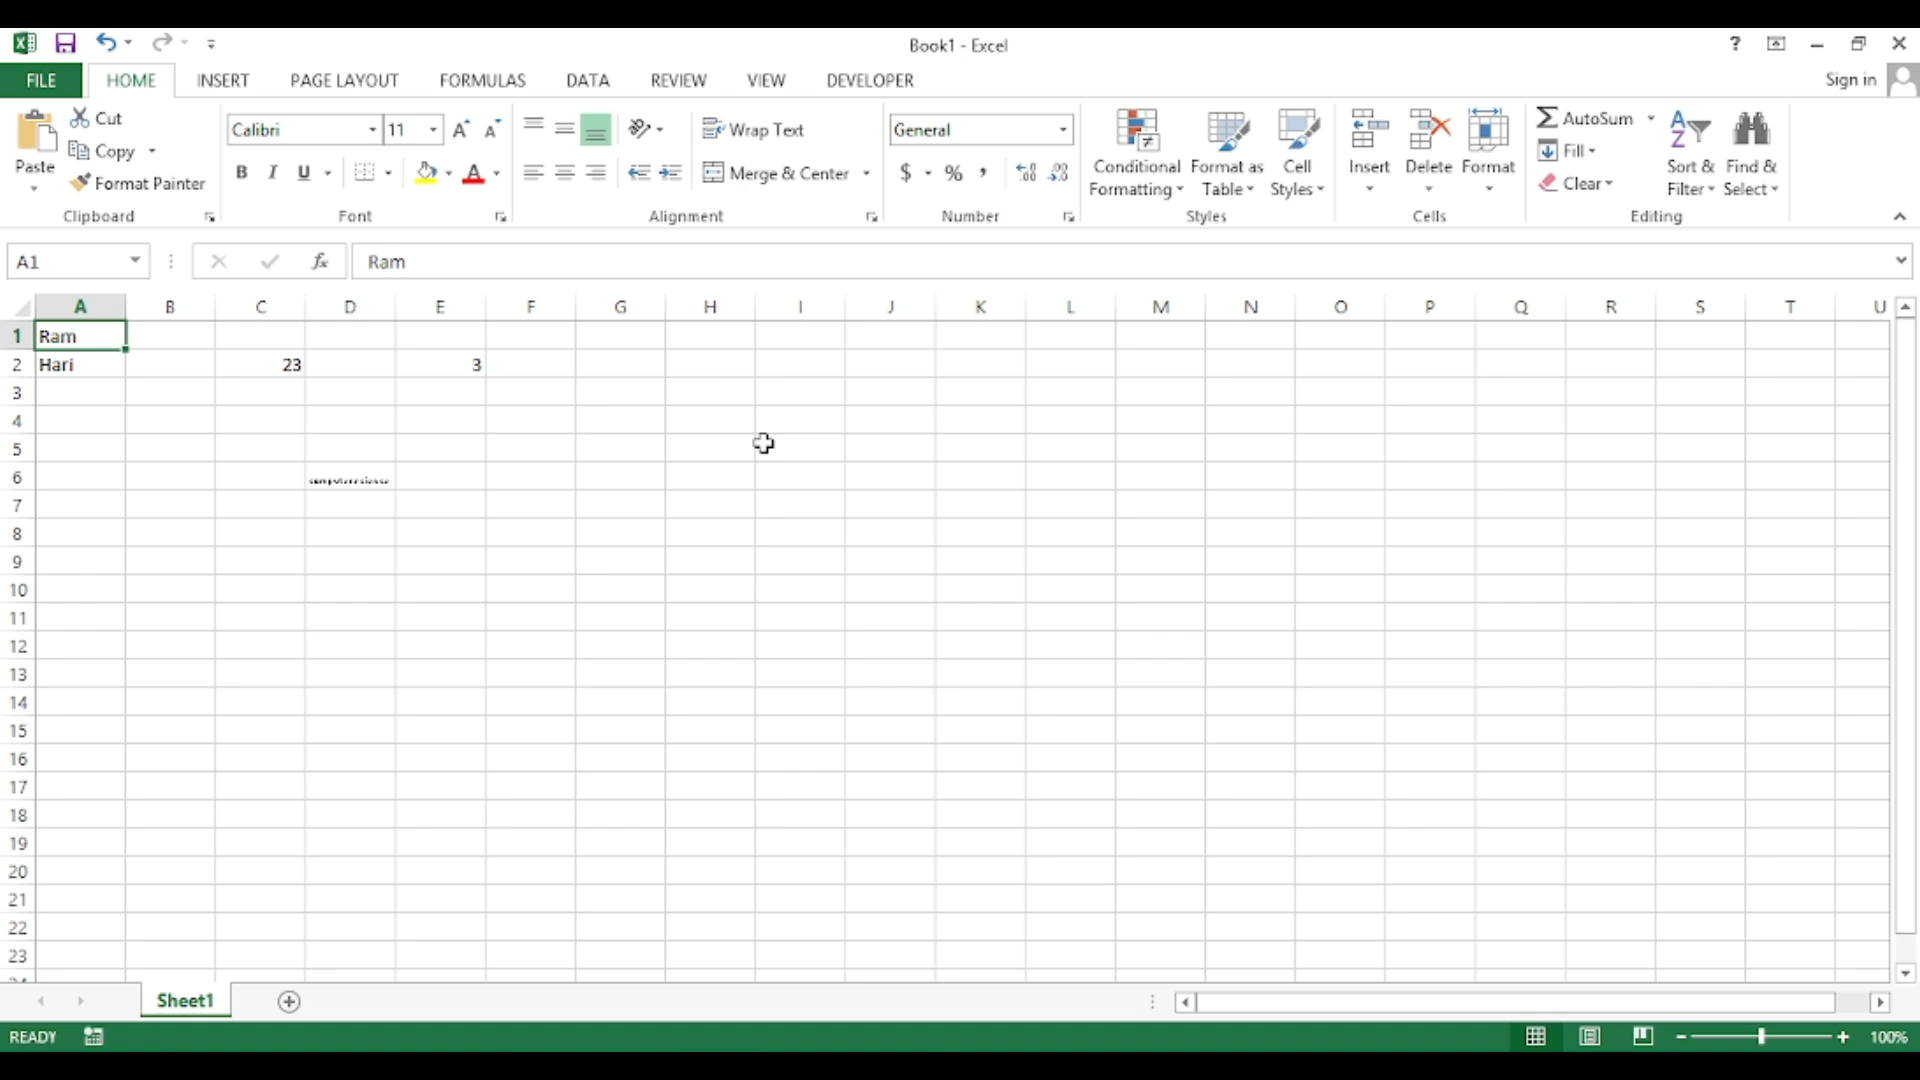 Book1 - Excel
?
FILE HOME INSERT PAGE LAYOUT FORMULAS DATA REVIEW VIEW DEVELOPER Sign in
Paste Cut Copy Format Painter
Clipboard
Calibri 11 A A
B I U A
Font
Wrap Text
Merge & Center
Alignment
General
$ % ,
Number
Conditional Formatting Format as Table Cell Styles
Styles
Insert Delete Format
Cells
AutoSum
Fill
Clear
Sort & Filter Find & Select
Editing
A1 fx Ram
A B C D E F G H I J K L M N O P Q R S T U
1 Ram
2 Hari 23 3
3
4
5
6
7
8
9
10
11
12
13
14
15
16
17
18
19
20
21
22
23
Sheet1
READY 100%